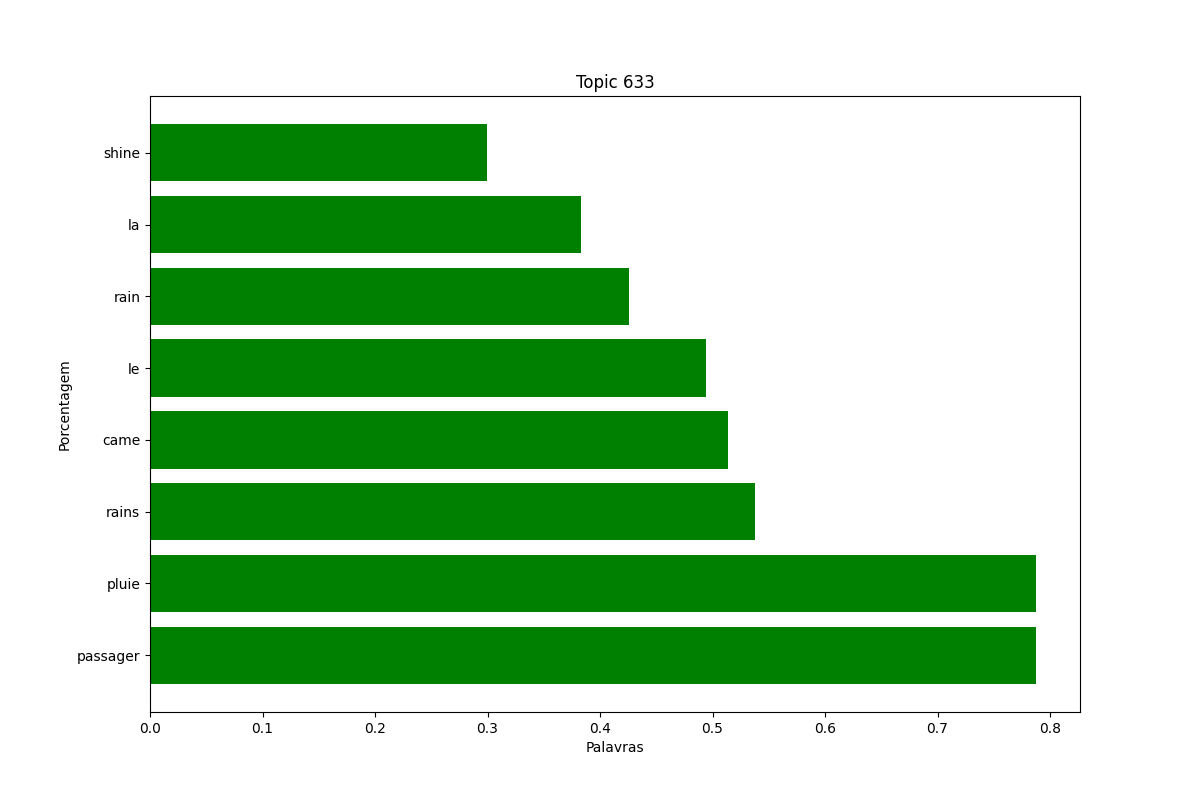 Topic 633
shine
la
rain
le
came
rains
pluie
passager
Porcentagem
0.0 0.1 0.2 0.3 0.4 0.5 0.6 0.7 0.8
Palavras